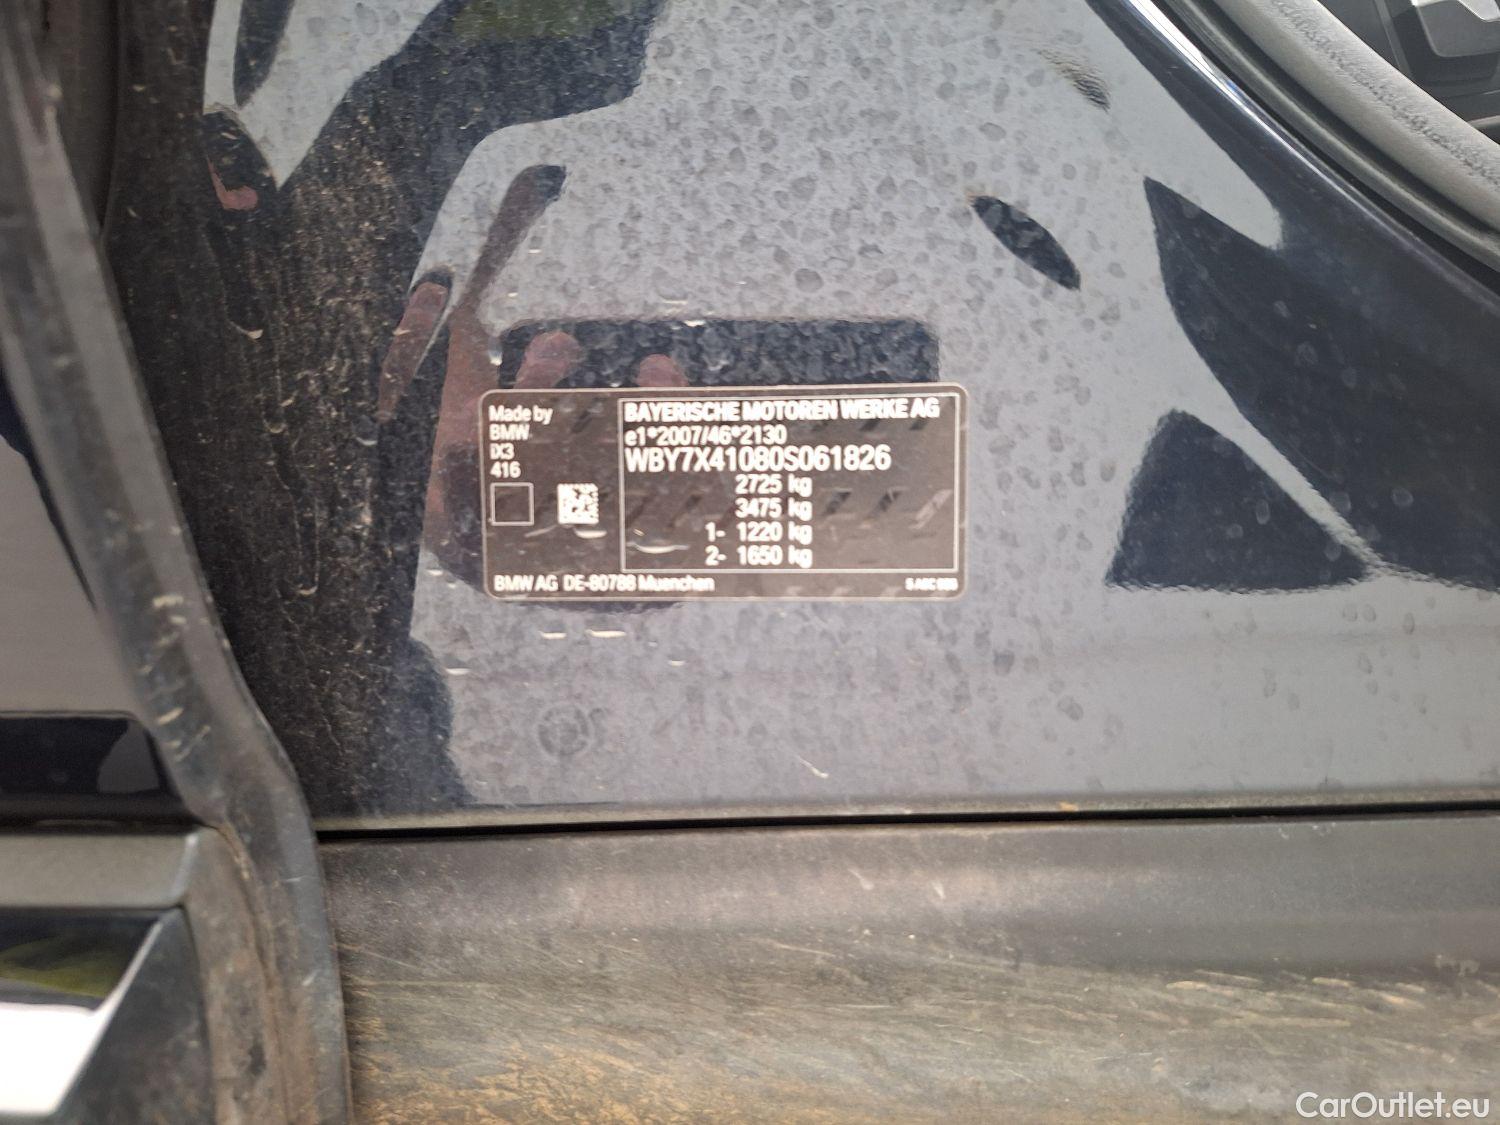 Made by
BMW
iX3
416
BAYERISCHE MOTOREN WERKE AG
e1*2007/46*2130
WBY7X41080S061826
2725 kg
3475 kg
1- 1220 kg
2- 1650 kg
BMW AG DE-80788 Muenchen
CarOutlet.eu